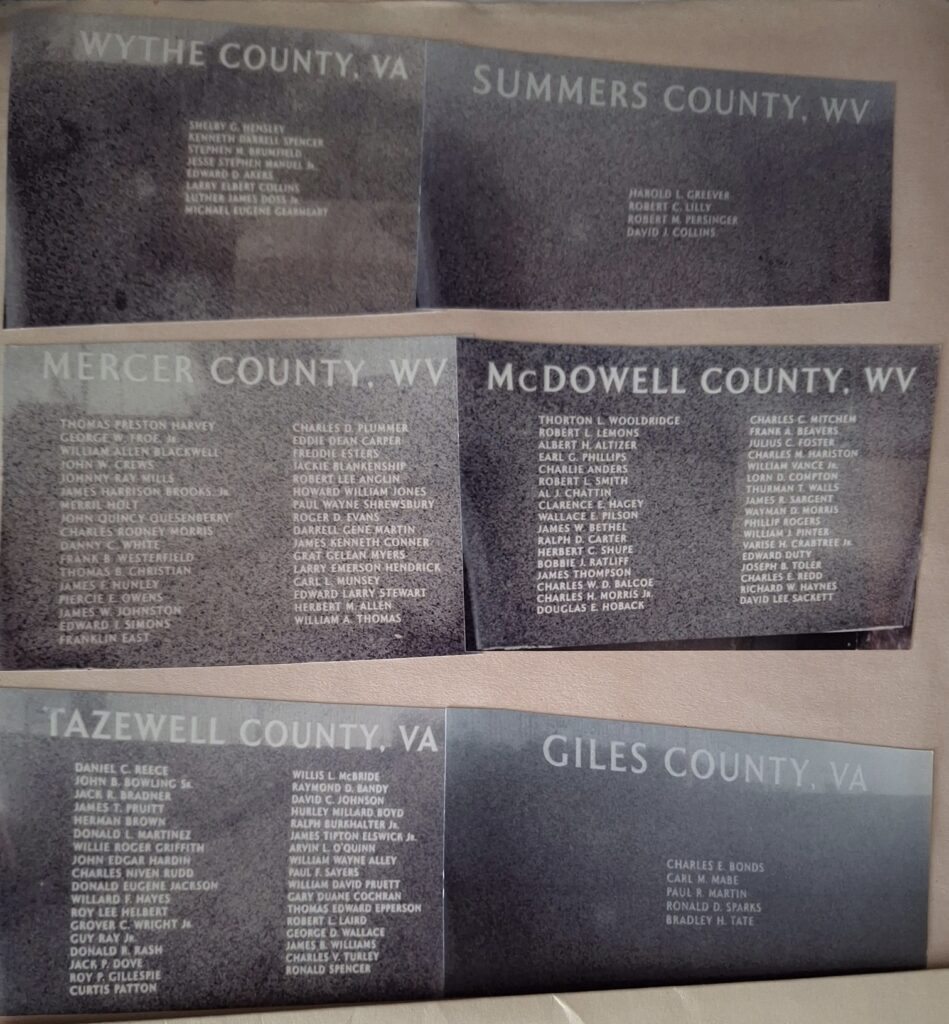 WYTHE COUNTY, VA
SHELBY G. HENSLEY
KENNETH DARRELL SPENCER
STEPHEN M. BRUMFIELD
JESSE STEPHEN MANUEL Jr.
EDWARD D. AKERS
LARRY ELBERT COLLINS
LUTHER JAMES DOSS Jr.
MICHAEL EUGENE GEARHEART
SUMMERS COUNTY, WV
HAROLD L. GREEVER
ROBERT C. LILLY
ROBERT M. PERSINGER
DAVID J. COLLINS
MERCER COUNTY, WV
THOMAS PRESTON HARVEY
GEORGE W. FROE, Jr.
WILLIAM ALLEN BLACKWELL
JOHN W. CREWS
JOHNNY RAY MILLS
JAMES HARRISON BROOKS, Jr.
MERRIL HOLT
JOHN QUINCY QUESENBERRY
CHARLES RODNEY MORRIS
DANNY C. WHITE
FRANK B. WESTERFIELD
THOMAS B. CHRISTIAN
JAMES F. HUNLEY
PIERCIE E. OWENS
JAMES W. JOHNSTON
EDWARD J. SIMONS
FRANKLIN EAST
CHARLES D. PLUMMER
EDDIE DEAN CARPER
FREDDIE ESTERS
JACKIE BLANKENSHIP
ROBERT LEE ANGLIN
HOWARD WILLIAM JONES
PAUL WAYNE SHREWSBURY
ROGER D. EVANS
DARRELL GENE MARTIN
JAMES KENNETH CONNER
GRAT GELEAN MYERS
LARRY EMERSON HENDRICK
CARL L. MUNSEY
EDWARD LARRY STEWART
HERBERT M. ALLEN
WILLIAM A. THOMAS
McDOWELL COUNTY, WV
THORTON L. WOOLDRIDGE
ROBERT L. LEMONS
ALBERT H. ALTIZER
EARL G. PHILLIPS
CHARLIE ANDERS
ROBERT L. SMITH
AL J. CHATTIN
CLARENCE E. HAGEY
WALLACE E. PILSON
JAMES W. BETHEL
RALPH D. CARTER
HERBERT C. SHUPE
BOBBIE J. RATLIFF
JAMES THOMPSON
CHARLES W. D. BALCOE
CHARLES H. MORRIS Jr.
DOUGLAS E. HOBACK
CHARLES C. MITCHEM
FRANK A. BEAVERS
JULIUS C. FOSTER
CHARLES M. HARISTON
WILLIAM VANCE Jr.
LORN D. COMPTON
THURMAN T. WALLS
JAMES R. SARGENT
WAYMAN D. MORRIS
PHILLIP ROGERS
WILLIAM J. PINTER
VARISE H. CRABTREE Jr.
EDWARD DUTY
JOSEPH B. TOLER
CHARLES E. REDD
RICHARD W. HAYNES
DAVID LEE SACKETT
TAZEWELL COUNTY, VA
DANIEL C. REECE
JOHN B. BOWLING Sr.
JACK R. BRADNER
JAMES T. PRUITT
HERMAN BROWN
DONALD L. MARTINEZ
WILLIE ROGER GRIFFITH
JOHN EDGAR HARDIN
CHARLES NIVEN RUDD
DONALD EUGENE JACKSON
WILLARD F. HAYES
ROY LEE HELBERT
GROVER C. WRIGHT Jr.
GUY RAY Jr.
DONALD R. RASH
JACK P. DOVE
ROY P. GILLESPIE
CURTIS PATTON
WILLIS L. McBRIDE
RAYMOND D. BANDY
DAVID C. JOHNSON
HURLEY MILLARD BOYD
RALPH BURKHALTER Jr.
JAMES TIPTON ELSWICK Jr.
ARVIN L. O'QUINN
WILLIAM WAYNE ALLEY
PAUL F. SAYERS
WILLIAM DAVID PRUETT
GARY DUANE COCHRAN
THOMAS EDWARD EPPERSON
ROBERT L. LAIRD
GEORGE D. WALLACE
JAMES B. WILLIAMS
CHARLES V. TURLEY
RONALD SPENCER
GILES COUNTY, VA
CHARLES E. BONDS
CARL M. MABE
PAUL R. MARTIN
RONALD D. SPARKS
BRADLEY H. TATE